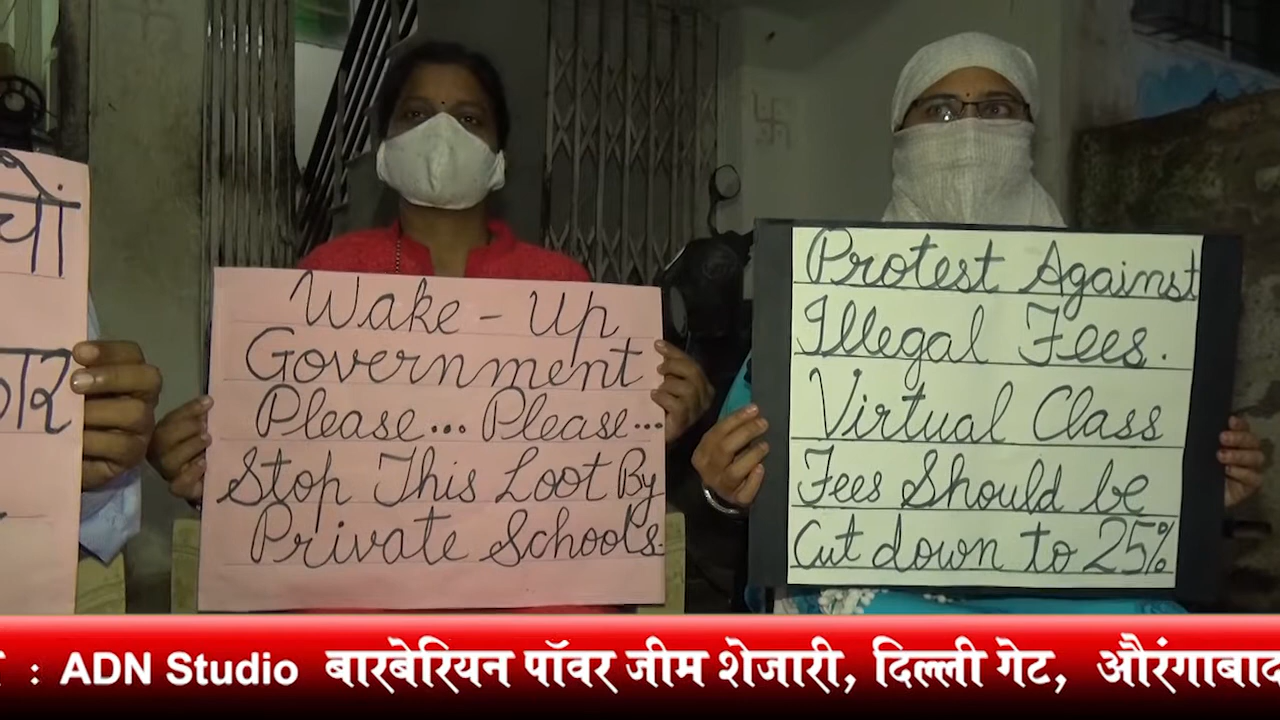 चों
Wake-Up
Government
Please... Please...
Stop This Loot By
Private Schools.
Protest Against
Illegal Fees.
Virtual Class
Fees Should be
Cut down to 25%
: ADN Studio बारबेरियन पॉवर जीम शेजारी, दिल्ली गेट, औरंगाबाद